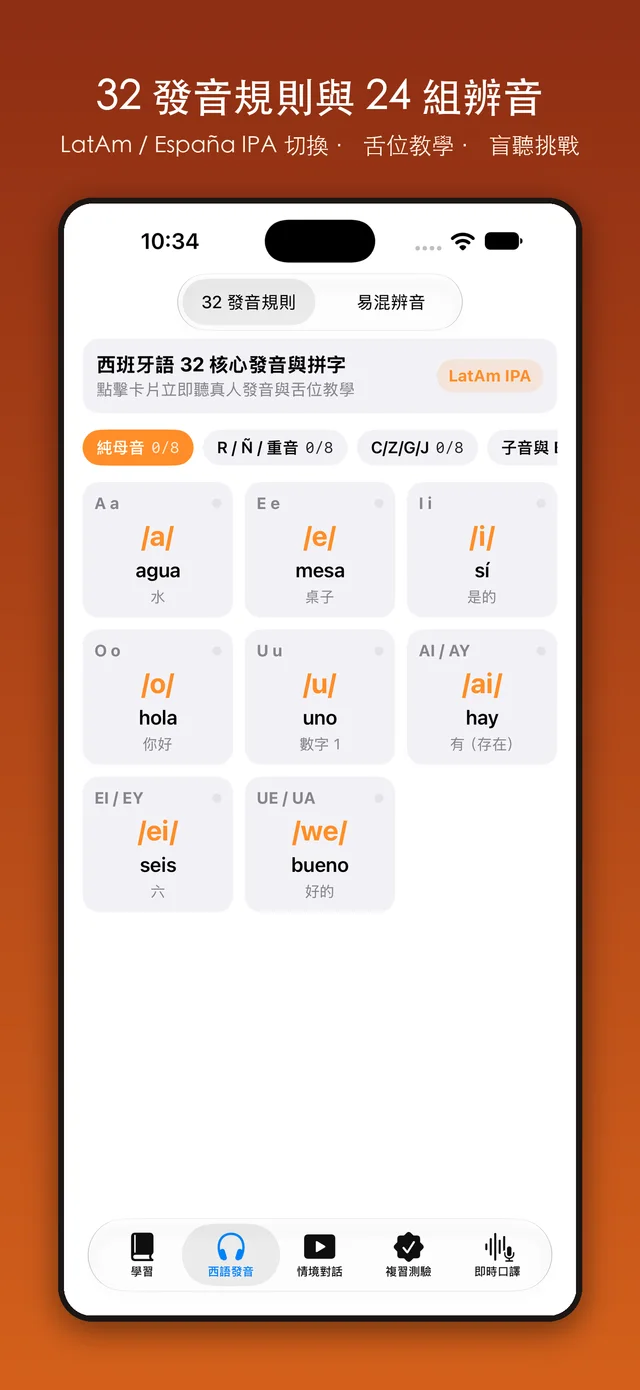 32 發音規則與 24 組辨音
LatAm / España IPA 切換 · 舌位教學 · 盲聽挑戰
10:34
32 發音規則 易混辨音
西班牙語 32 核心發音與拼字
點擊卡片立即聽真人發音與舌位教學
LatAm IPA
純母音 0/8 R / Ñ / 重音 0/8 C/Z/G/J 0/8 子音與
A a
/a/
agua
水
E e
/e/
mesa
桌子
I i
/i/
sí
是的
O o
/o/
hola
你好
U u
/u/
uno
數字 1
AI / AY
/ai/
hay
有（存在）
EI / EY
/ei/
seis
六
UE / UA
/we/
bueno
好的
學習 西語發音 情境對話 複習測驗 即時口譯